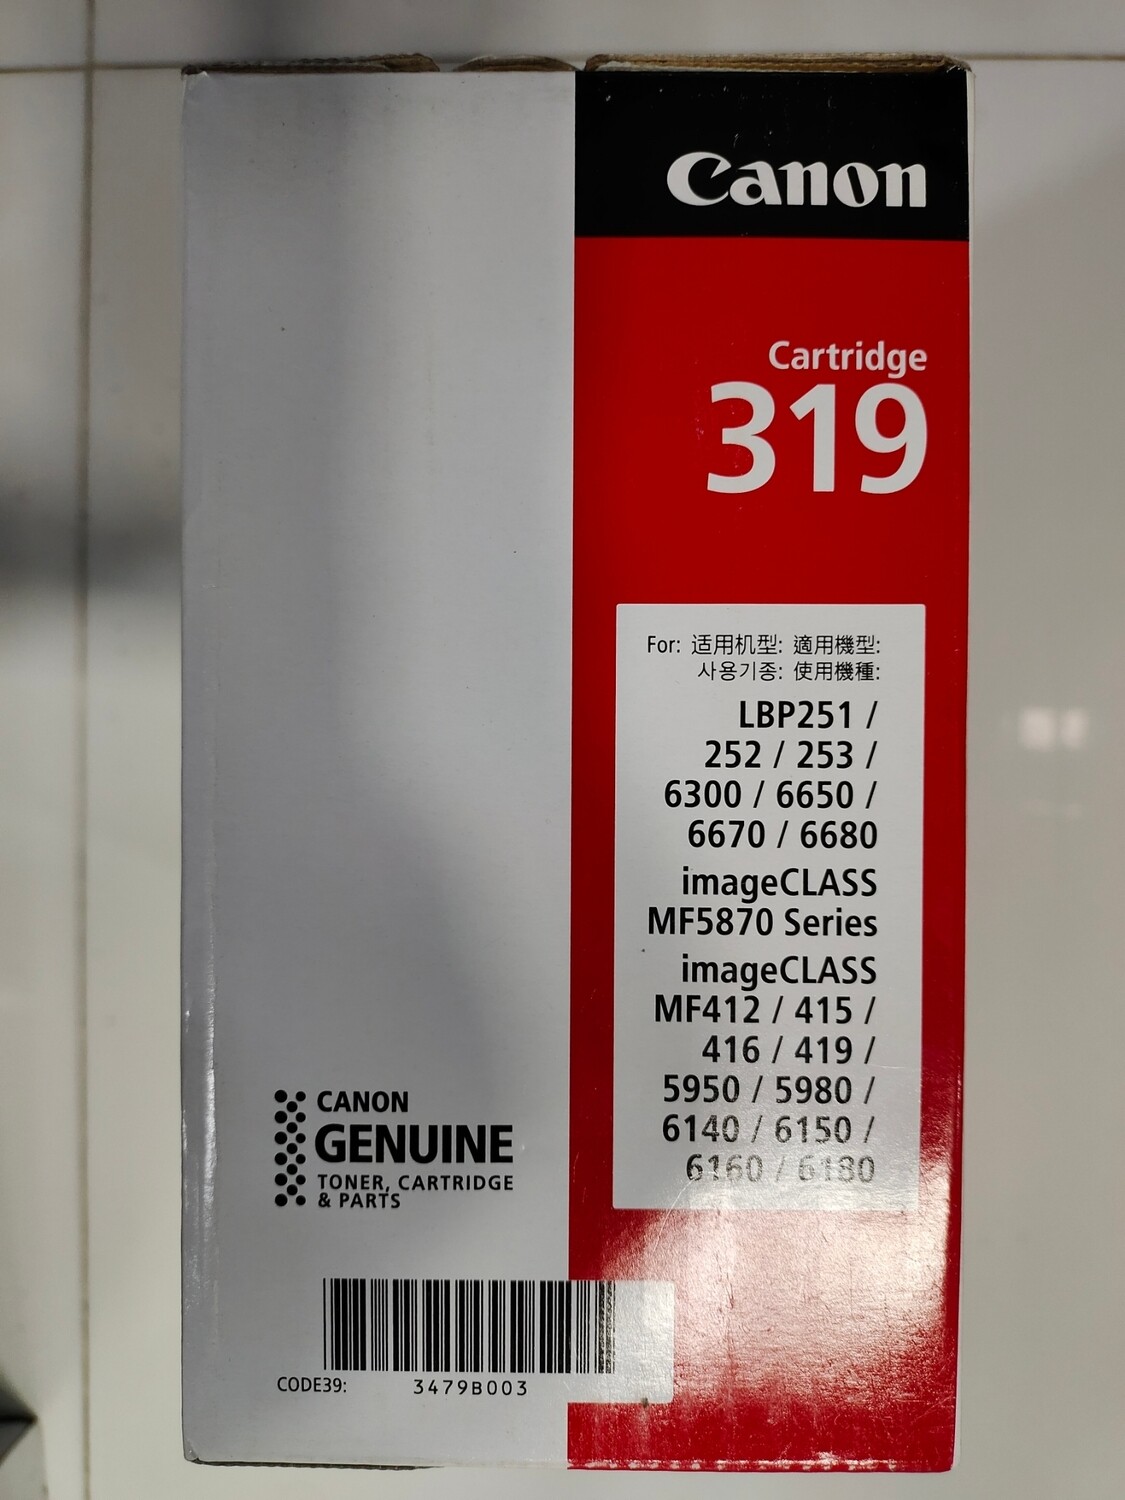 Canon
Cartridge
319
For: 适用机型: 適用機型:
사용기종: 使用機種:
LBP251 /
252 / 253 /
6300 / 6650 /
6670 / 6680
imageCLASS
MF5870 Series
imageCLASS
MF412 / 415 /
416 / 419 /
5950 / 5980 /
6140 / 6150 /
6160 / 6180
CANON
GENUINE
TONER, CARTRIDGE
& PARTS
CODE39: 3479B003